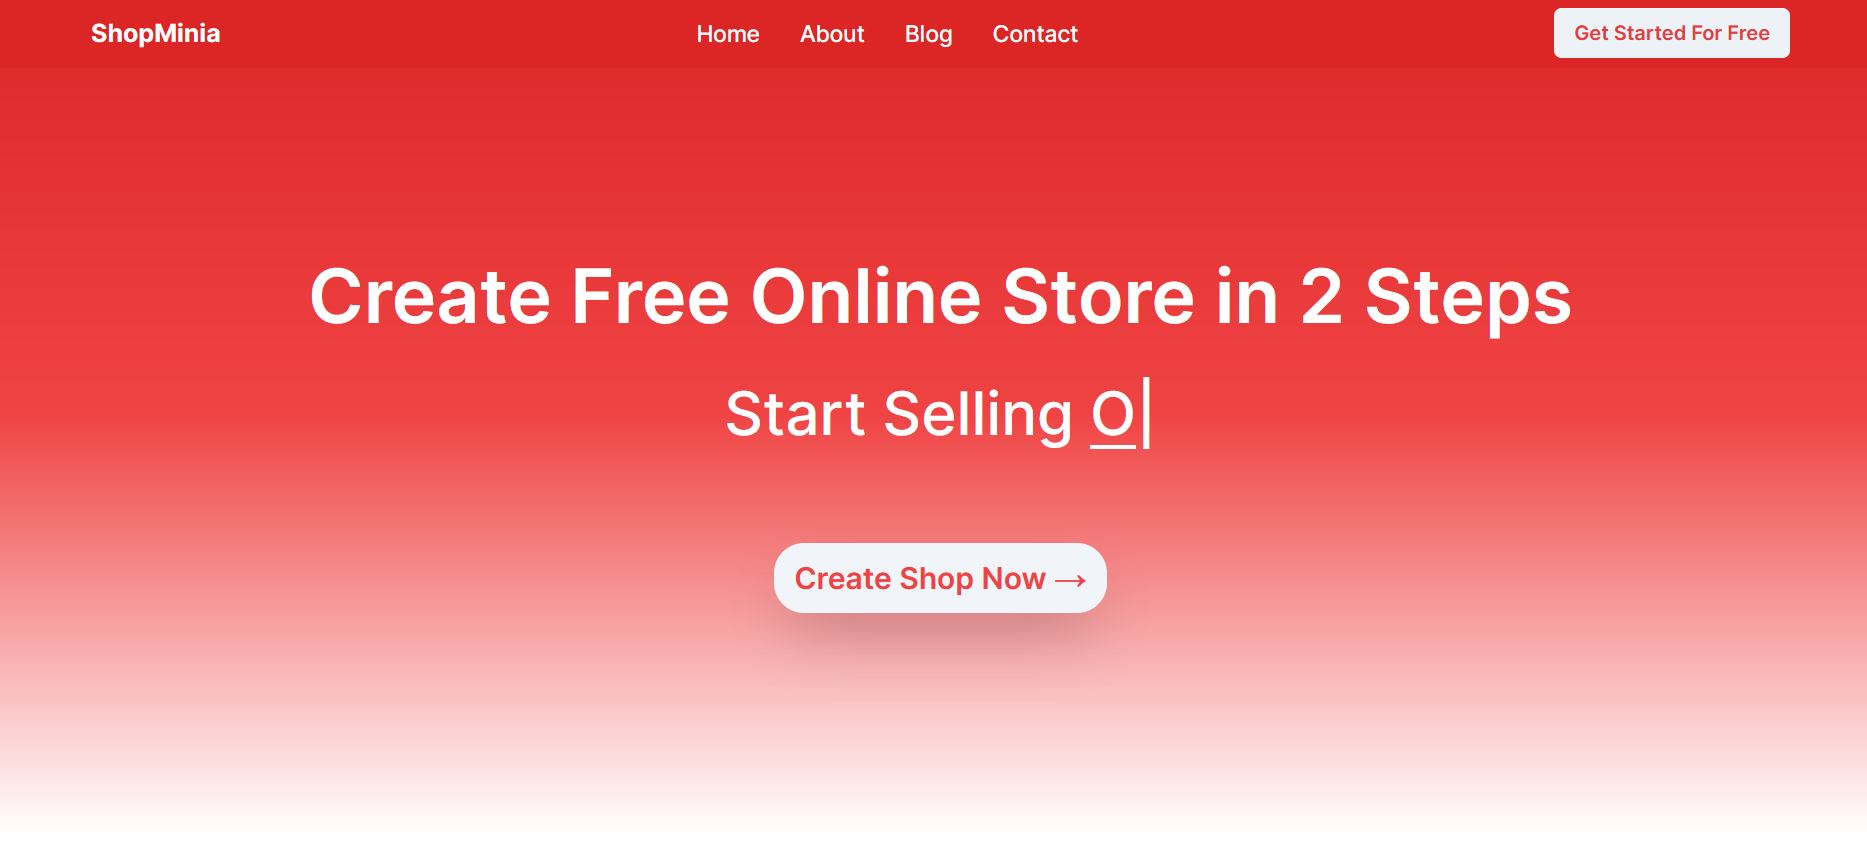 ShopMinia
Home About Blog Contact
Get Started For Free
Create Free Online Store in 2 Steps
Start Selling O|
Create Shop Now →